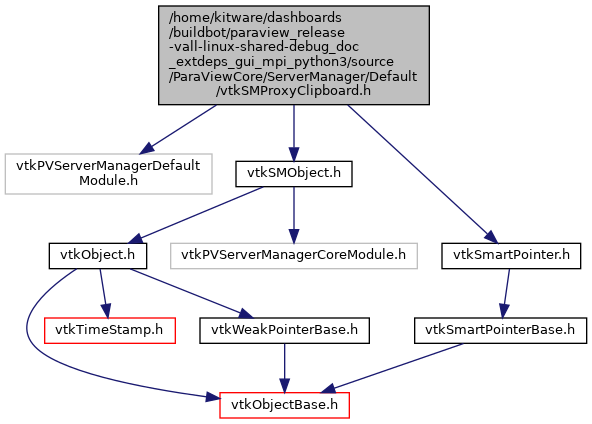 /home/kitware/dashboards
/buildbot/paraview_release
-vall-linux-shared-debug_doc
_extdeps_gui_mpi_python3/source
/ParaViewCore/ServerManager/Default
/vtkSMProxyClipboard.h
vtkPVServerManagerDefault
Module.h
vtkSMObject.h
vtkObject.h
vtkPVServerManagerCoreModule.h
vtkSmartPointer.h
vtkTimeStamp.h
vtkWeakPointerBase.h
vtkSmartPointerBase.h
vtkObjectBase.h